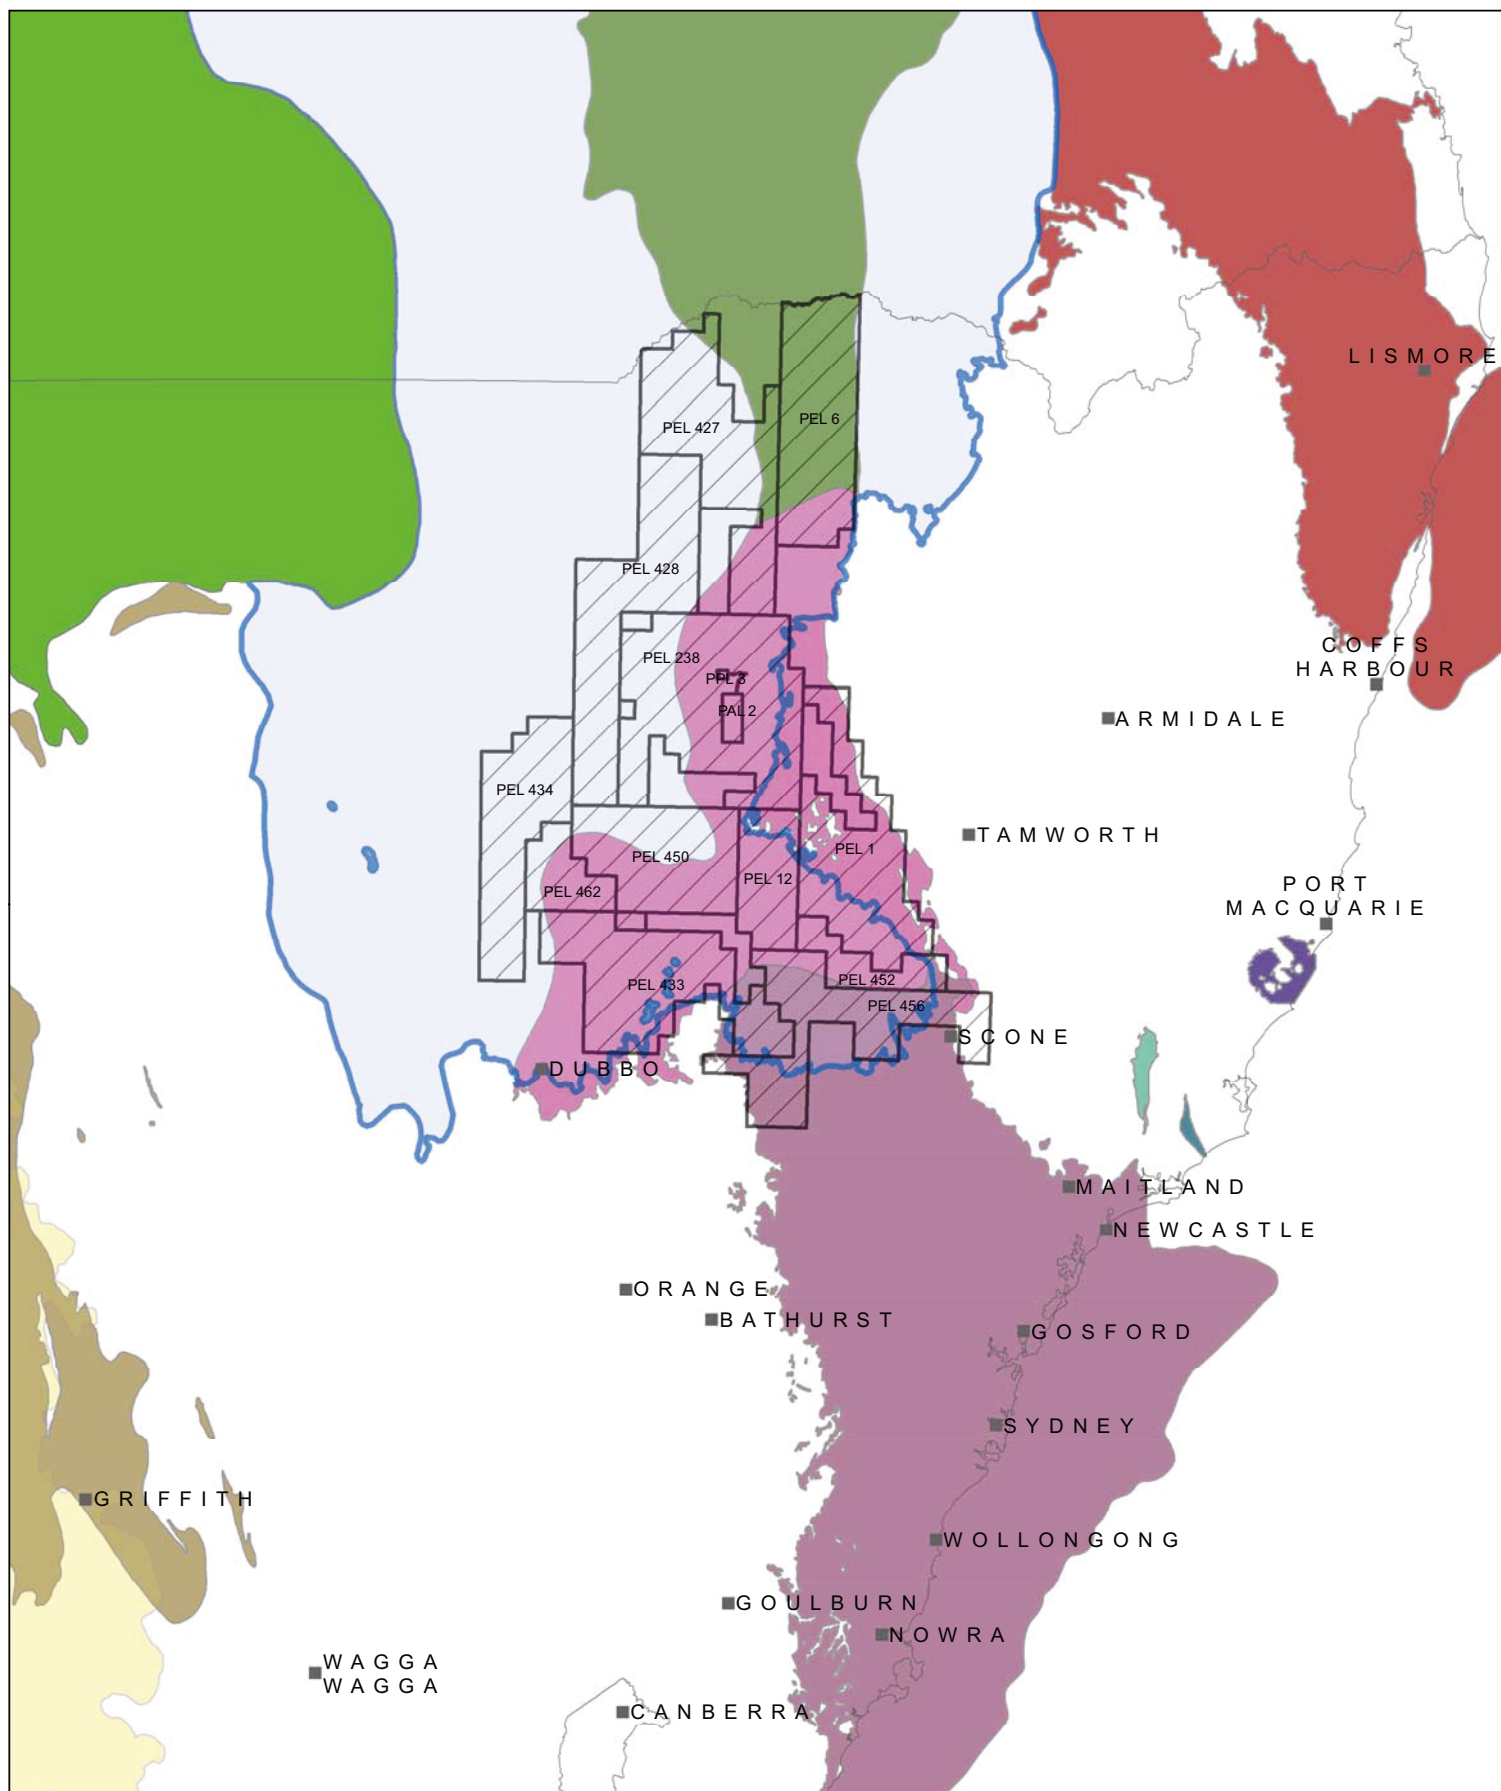 LISMORE
PEL 6
PEL 427
PEL 428
COFFS
HARBOUR
PEL 238
PPL 3
PAL 2
ARMIDALE
PEL 434
TAMWORTH
PEL 1
PEL 450
PEL 12
PEL 462
PORT
MACQUARIE
PEL 452
PEL 433
PEL 456
SCONE
DUBBO
MAITLAND
NEWCASTLE
ORANGE
BATHURST
GOSFORD
SYDNEY
GRIFFITH
WOLLONGONG
GOULBURN
NOWRA
WAGGA
WAGGA
CANBERRA